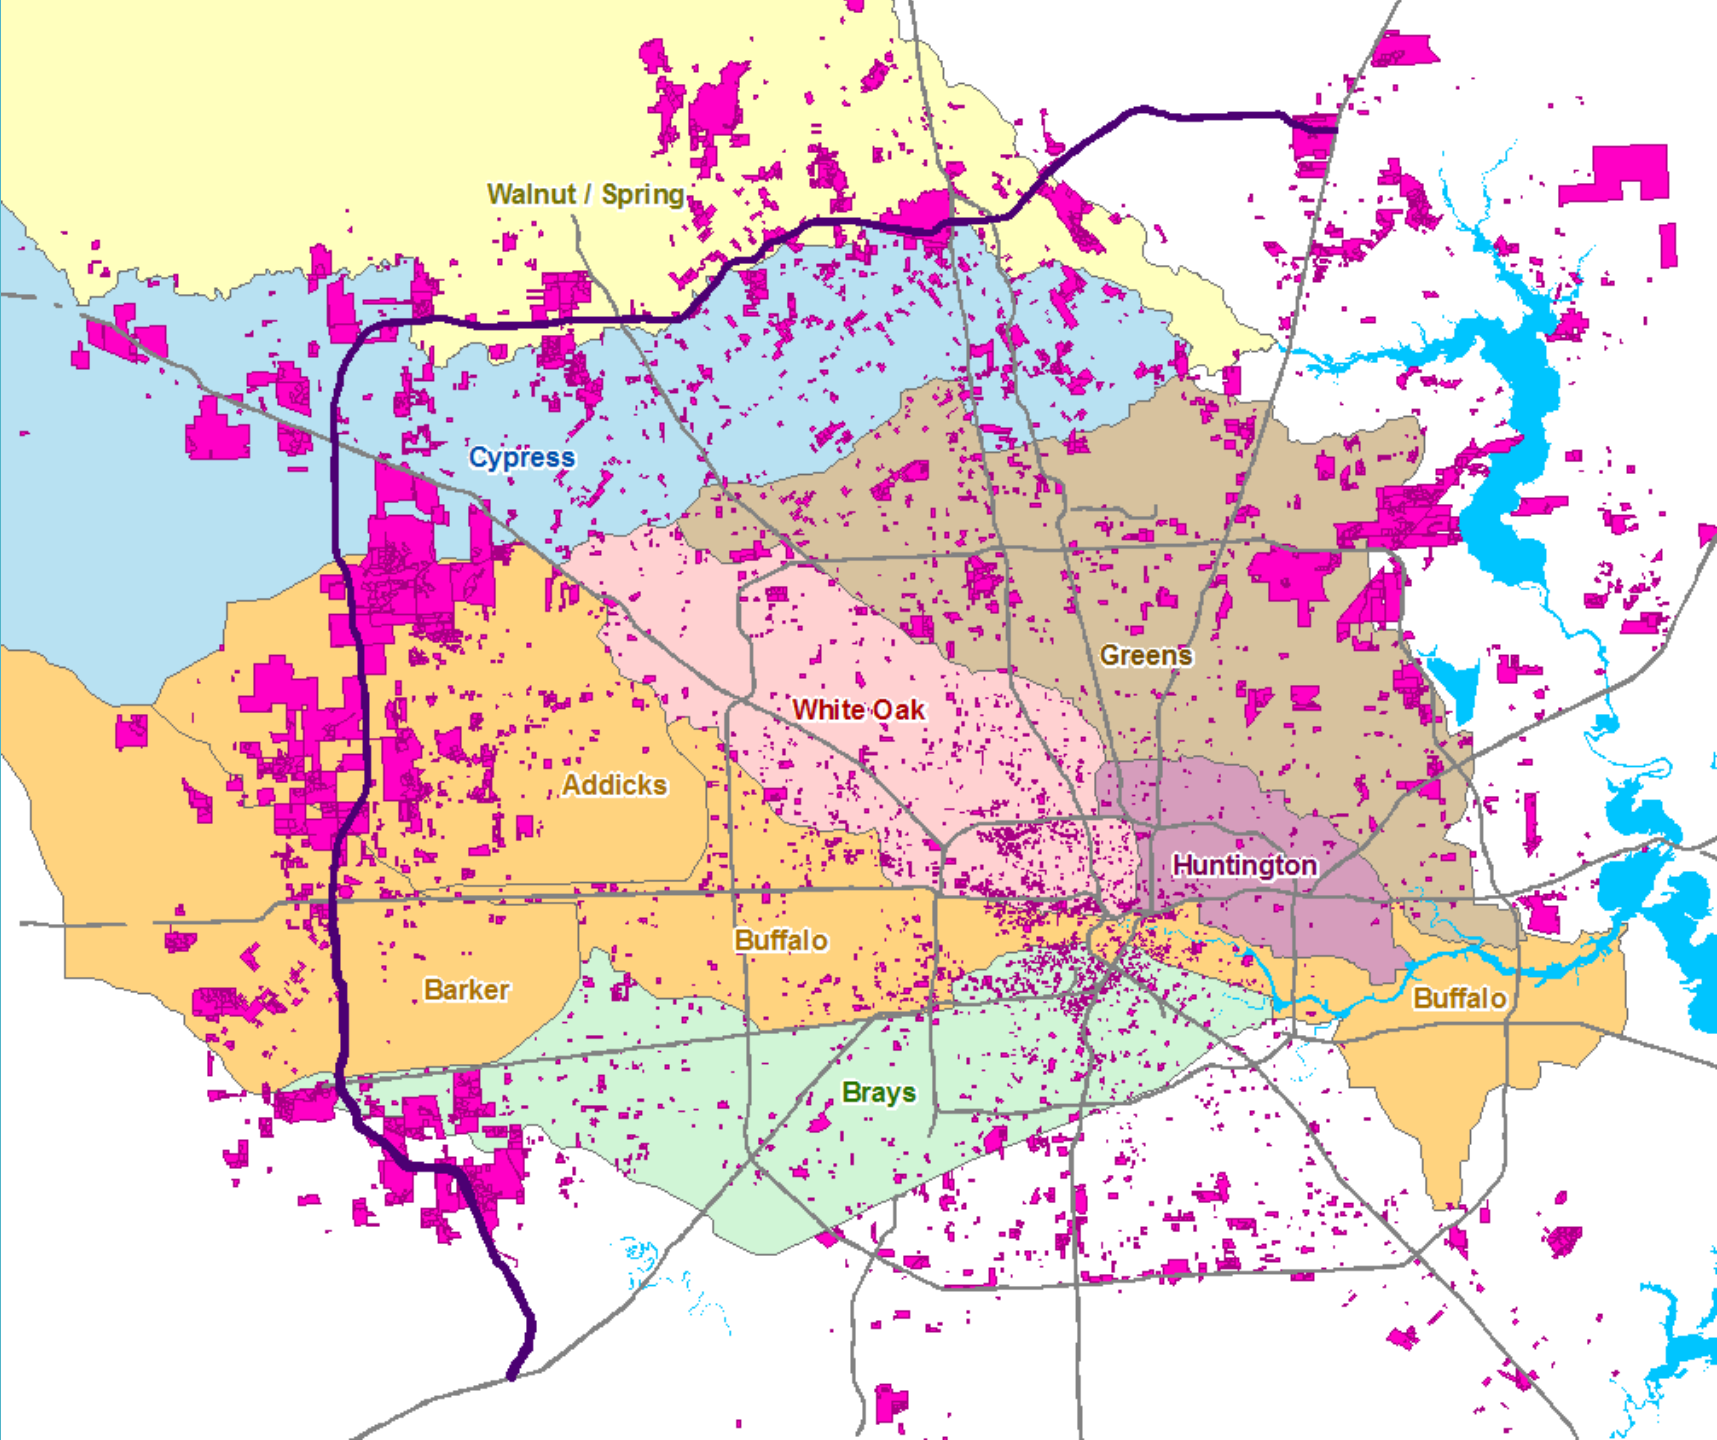 Walnut / Spring
Cypress
Greens
White Oak
Addicks
Huntington
Buffalo
Barker
Buffalo
Brays